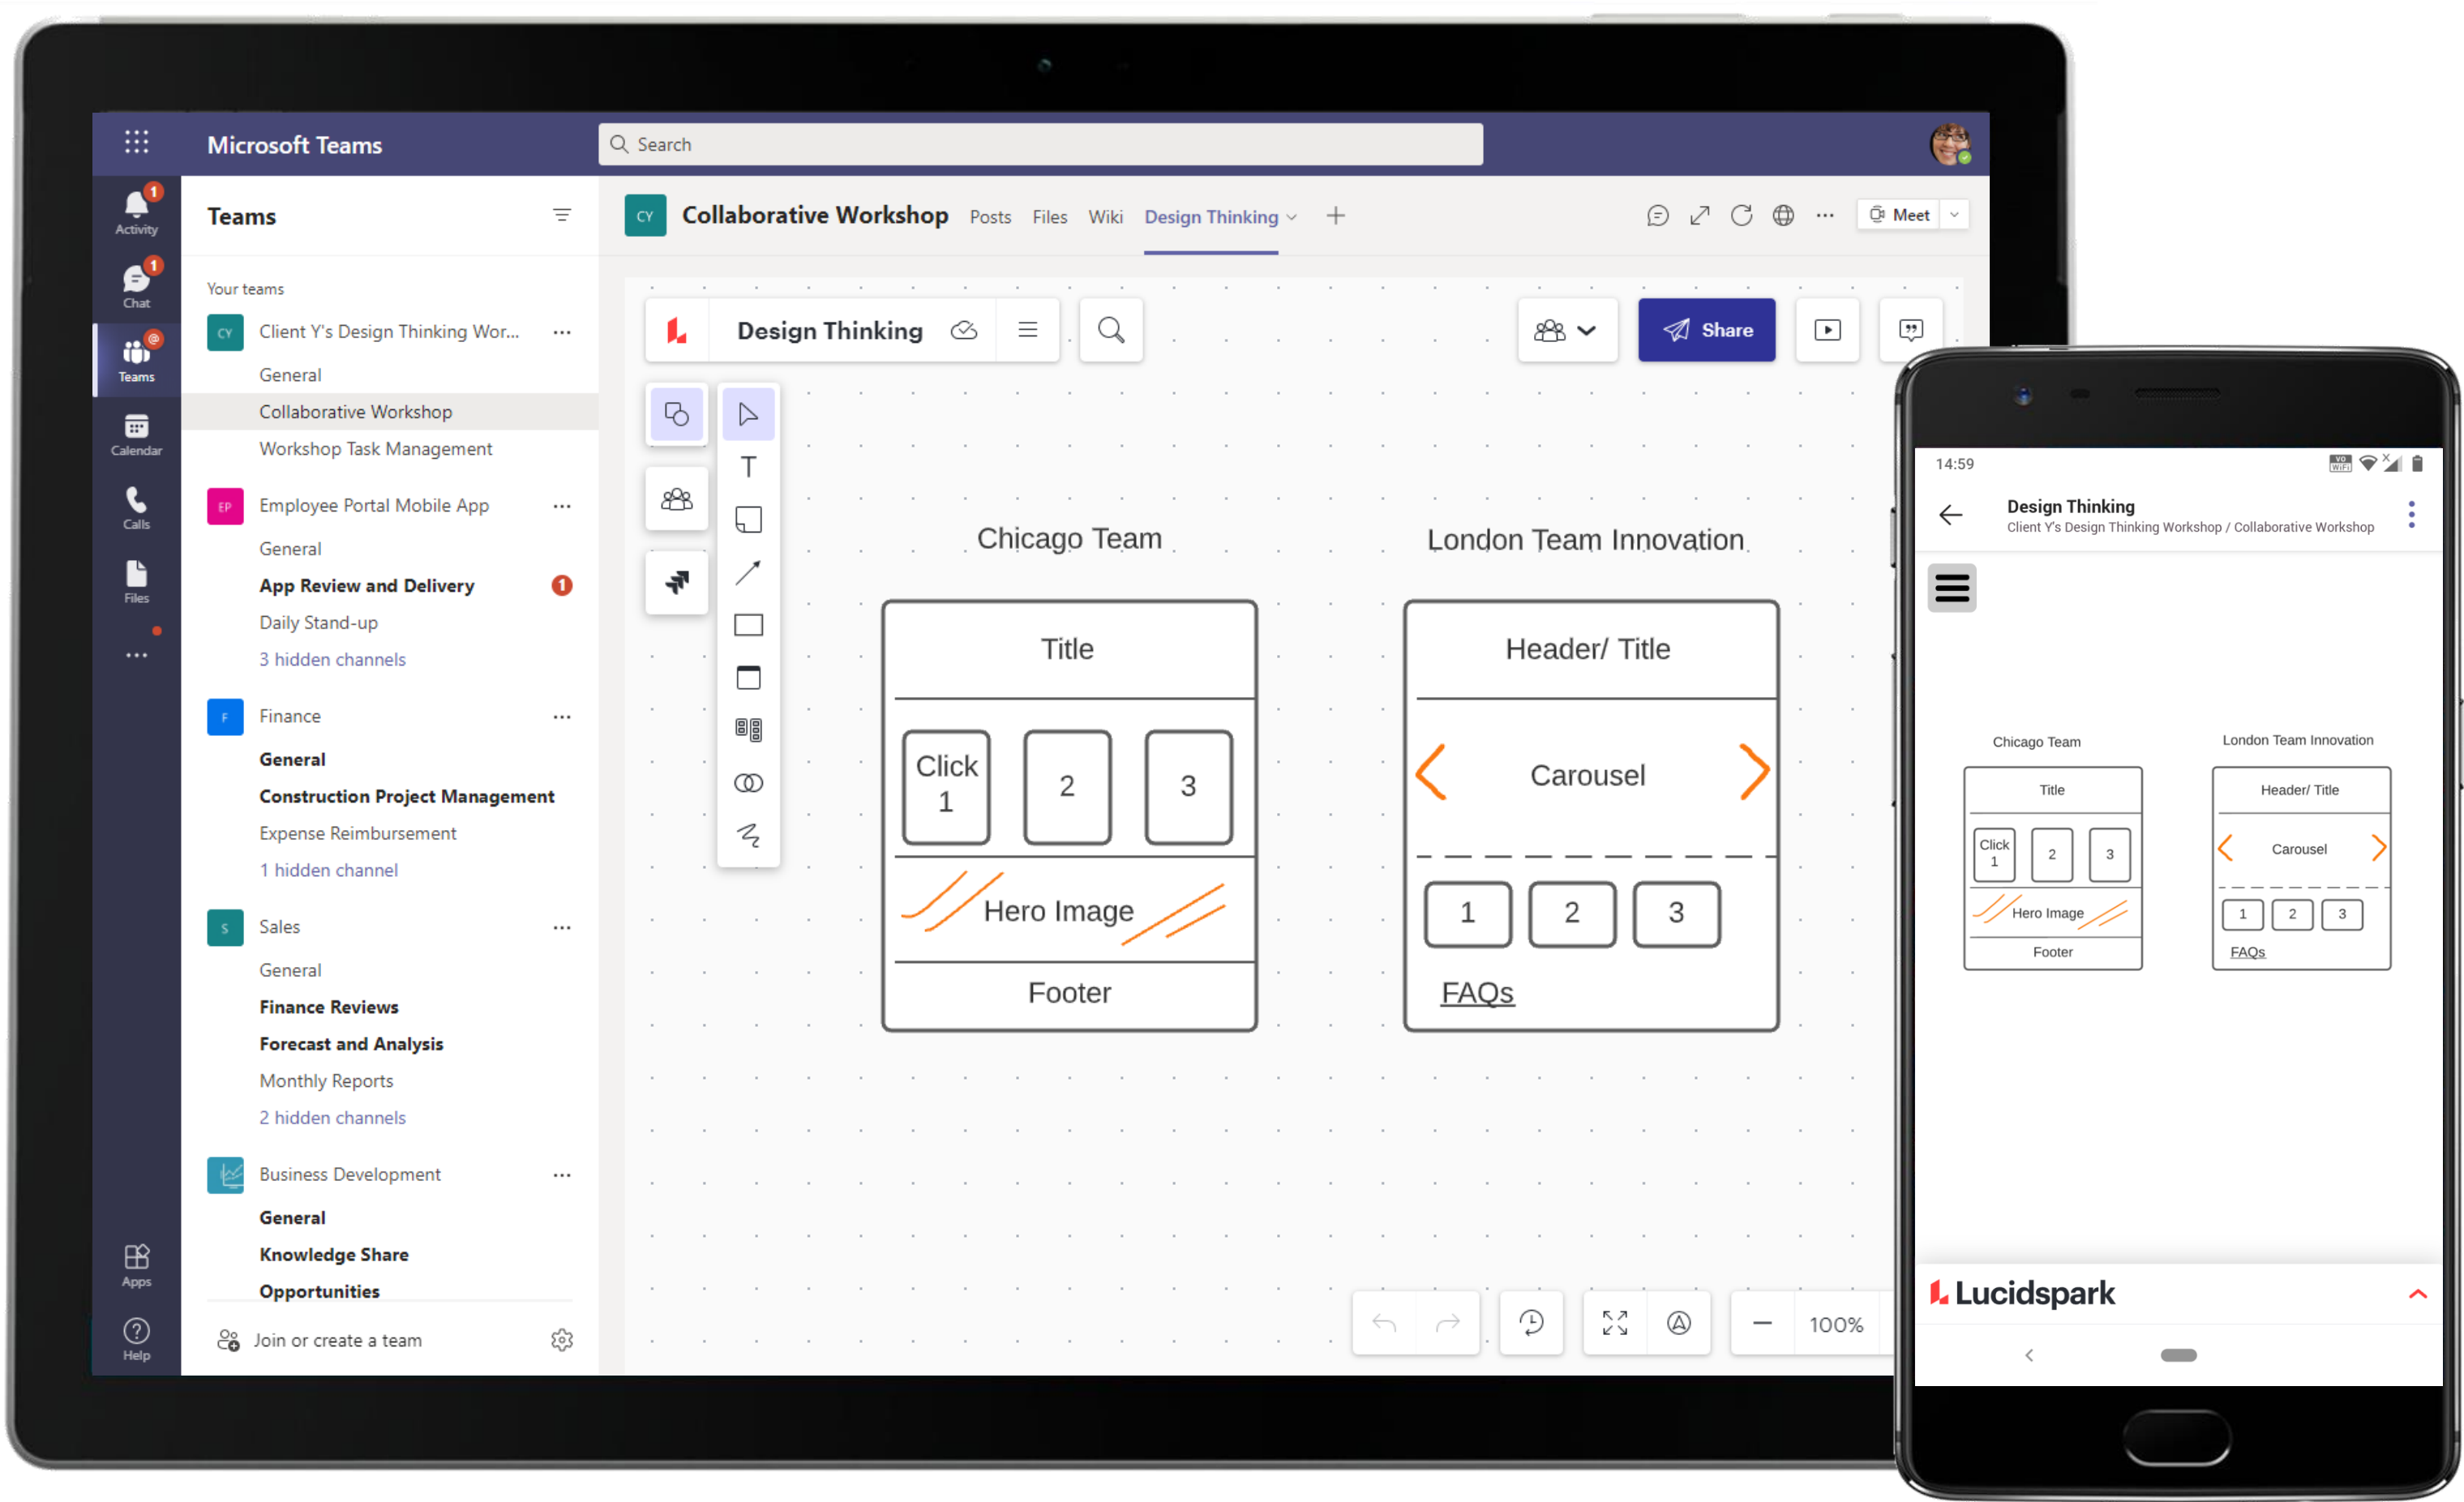 Microsoft Teams
Search
1
Activity
1
Chat
@
Teams
Calendar
Calls
Files
Apps
Help
Teams
Your teams
CY Client Y's Design Thinking Wor...
General
Collaborative Workshop
Workshop Task Management
EP Employee Portal Mobile App
General
App Review and Delivery 1
Daily Stand-up
3 hidden channels
F Finance
General
Construction Project Management
Expense Reimbursement
1 hidden channel
S Sales
General
Finance Reviews
Forecast and Analysis
Monthly Reports
2 hidden channels
Business Development
General
Knowledge Share
Opportunities
Join or create a team
CY Collaborative Workshop Posts Files Wiki Design Thinking Meet
Design Thinking Share
T
Chicago Team
Title
Click
1 2 3
Hero Image
Footer
London Team Innovation
Header/ Title
Carousel
1 2 3
FAQs
100%
14:59 VO
WiFi X
Design Thinking
Client Y's Design Thinking Workshop / Collaborative Workshop
Chicago Team
Title
Click
1 2 3
Hero Image
Footer
London Team Innovation
Header/ Title
Carousel
1 2 3
FAQs
Lucidspark